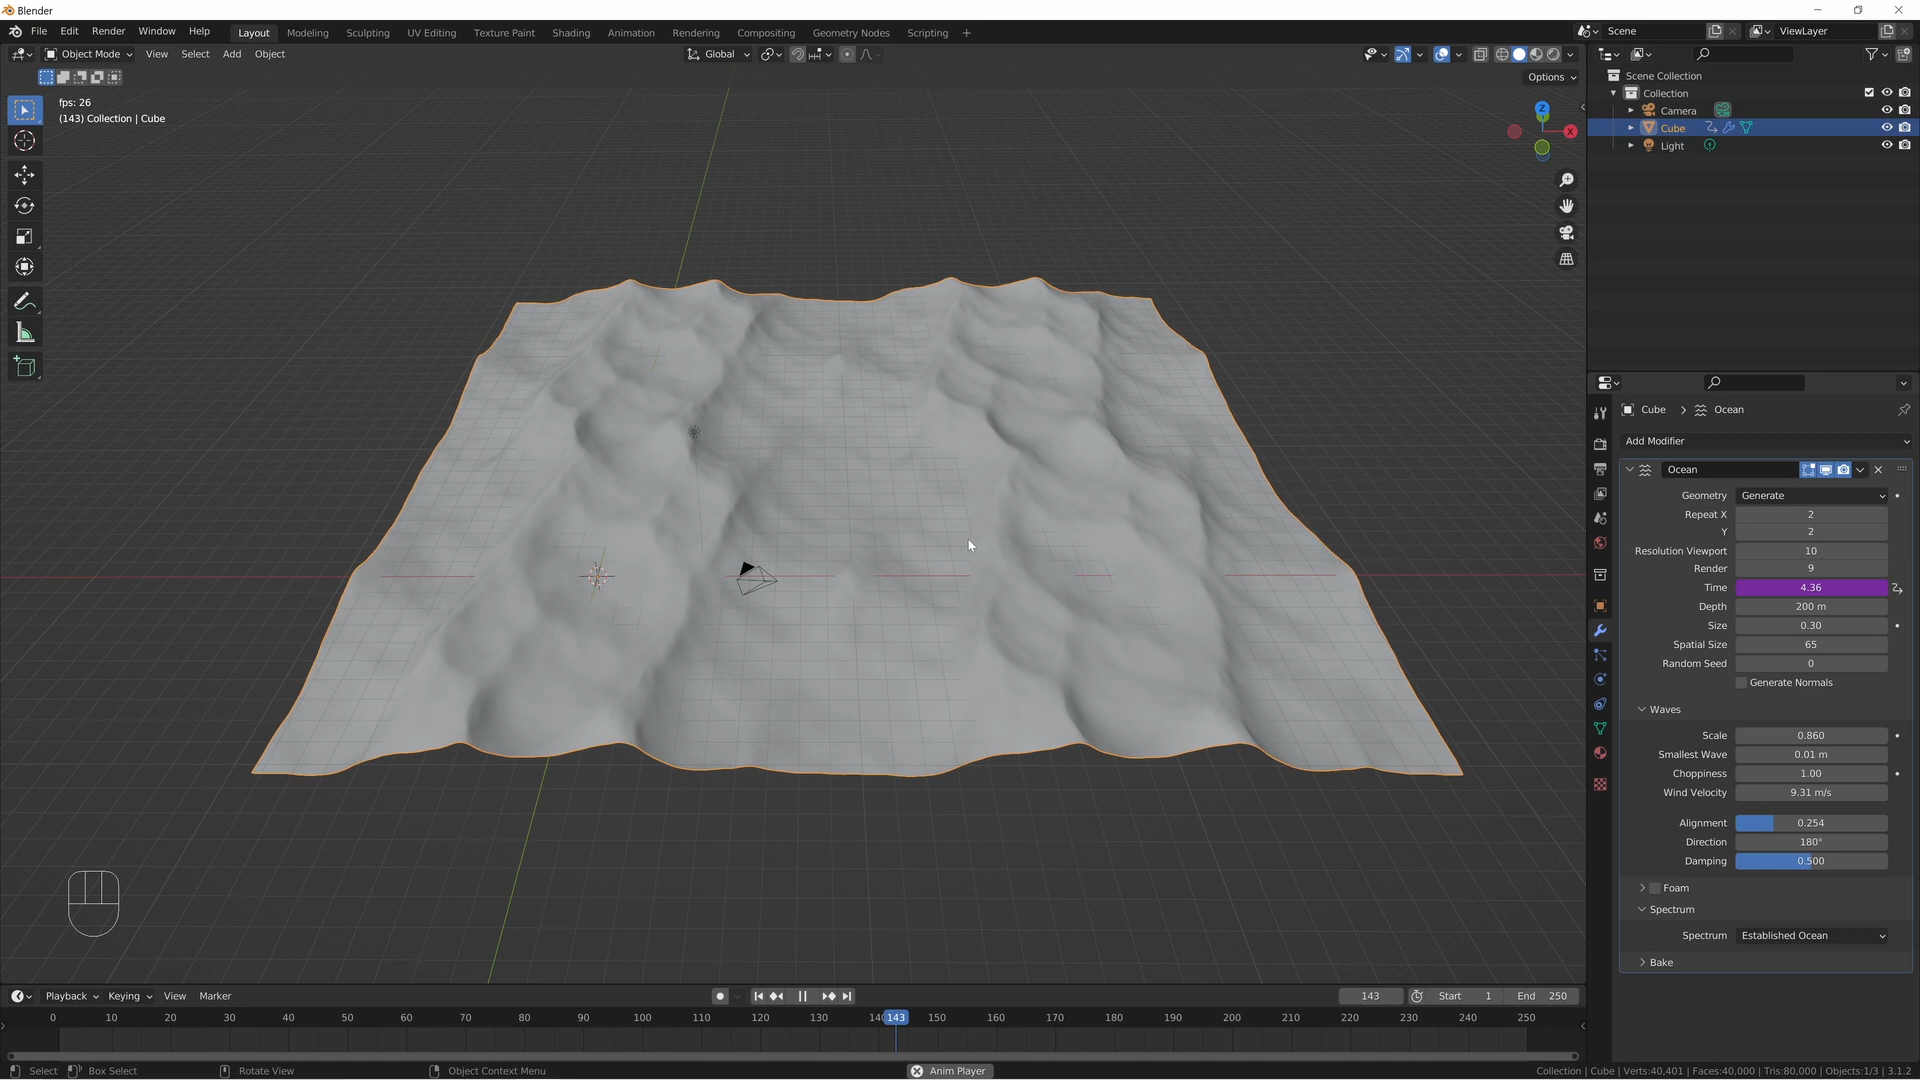 Blender
File Edit Render Window Help Layout Modeling Sculpting UV Editing Texture Paint Shading Animation Rendering Compositing Geometry Nodes Scripting + Scene ViewLayer
Object Mode View Select Add Object Global
Options
fps: 26
(143) Collection | Cube
Z
X
Scene Collection
Collection
Camera
Cube
Light
Cube > Ocean
Add Modifier
Ocean
Geometry Generate
Repeat X 2
Y 2
Resolution Viewport 10
Render 9
Time 4.36
Depth 200 m
Size 0.30
Spatial Size 65
Random Seed 0
Generate Normals
Waves
Scale 0.860
Smallest Wave 0.01 m
Choppiness 1.00
Wind Velocity 9.31 m/s
Alignment 0.254
Direction 180°
Damping 0.500
Foam
Spectrum
Spectrum Established Ocean
Bake
Playback Keying View Marker 143 Start 1 End 250
0 10 20 30 40 50 60 70 80 90 100 110 120 130 14 143 150 160 170 180 190 200 210 220 230 240 250
Select Box Select Rotate View Object Context Menu Anim Player Collection | Cube | Verts:40,401 | Faces:40,000 | Tris:80,000 | Objects:1/3 | 3.1.2